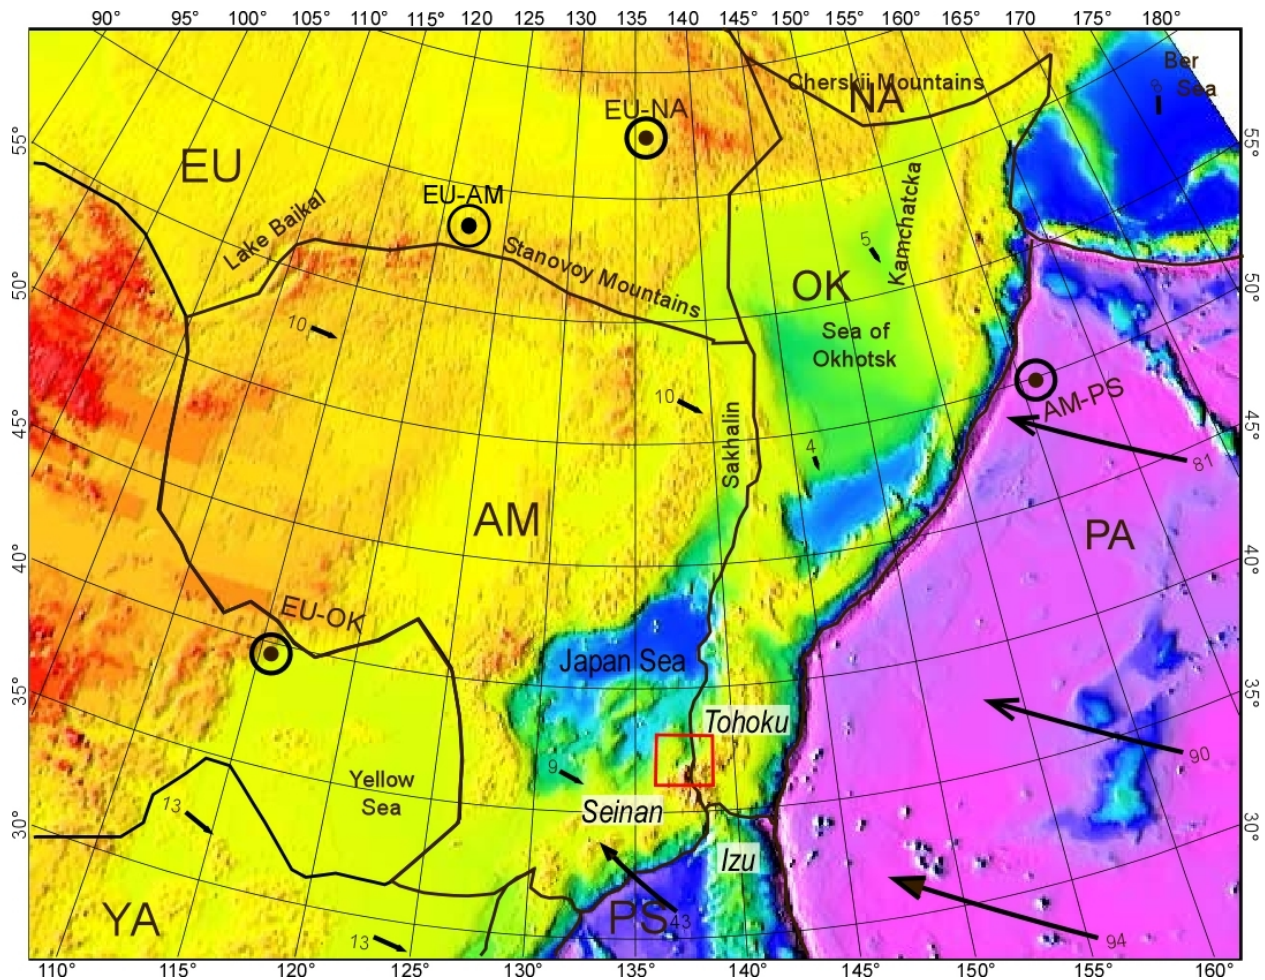 90° 95° 100° 105° 110° 115° 120° 125° 130° 135° 140° 145° 150° 155° 160° 165° 170° 175° 180°
Ber
Sea
8
Cherskii Mountains
NA
EU-NA
55°
55°
EU
EU-AM
Lake Baikal
Stanovoy Mountains
Kamchatcka
5
OK
50°
50°
Sea of
Okhotsk
10
10
AM-PS
Sakhalin
4
81
45°
45°
AM
PA
40°
40°
EU-OK
Japan Sea
35°
35°
Tohoku
90
9
Yellow
Sea
13
Seinan
30°
30°
Izu
YA
PS
43
13
94
110° 115° 120° 125° 130° 135° 140° 145° 150° 155° 160°